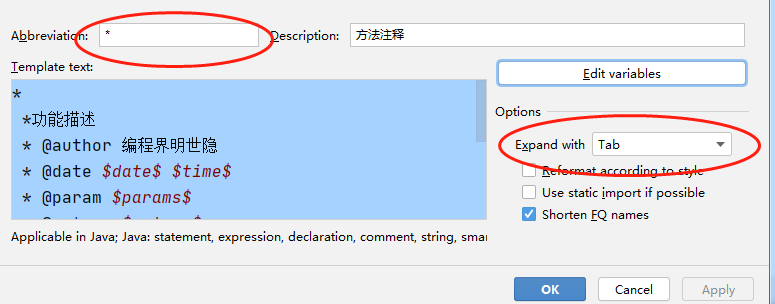 Abbreviation: * Description: 方法注释
Template text:
Edit variables
*
*功能描述
* @author 编程界明世隐
* @date $date$ $time$
* @param $params$
Options
Expand with Tab
Reformat according to style
Use static import if possible
Shorten FQ names
Applicable in Java; Java: statement, expression, declaration, comment, string, smar
OK Cancel Apply